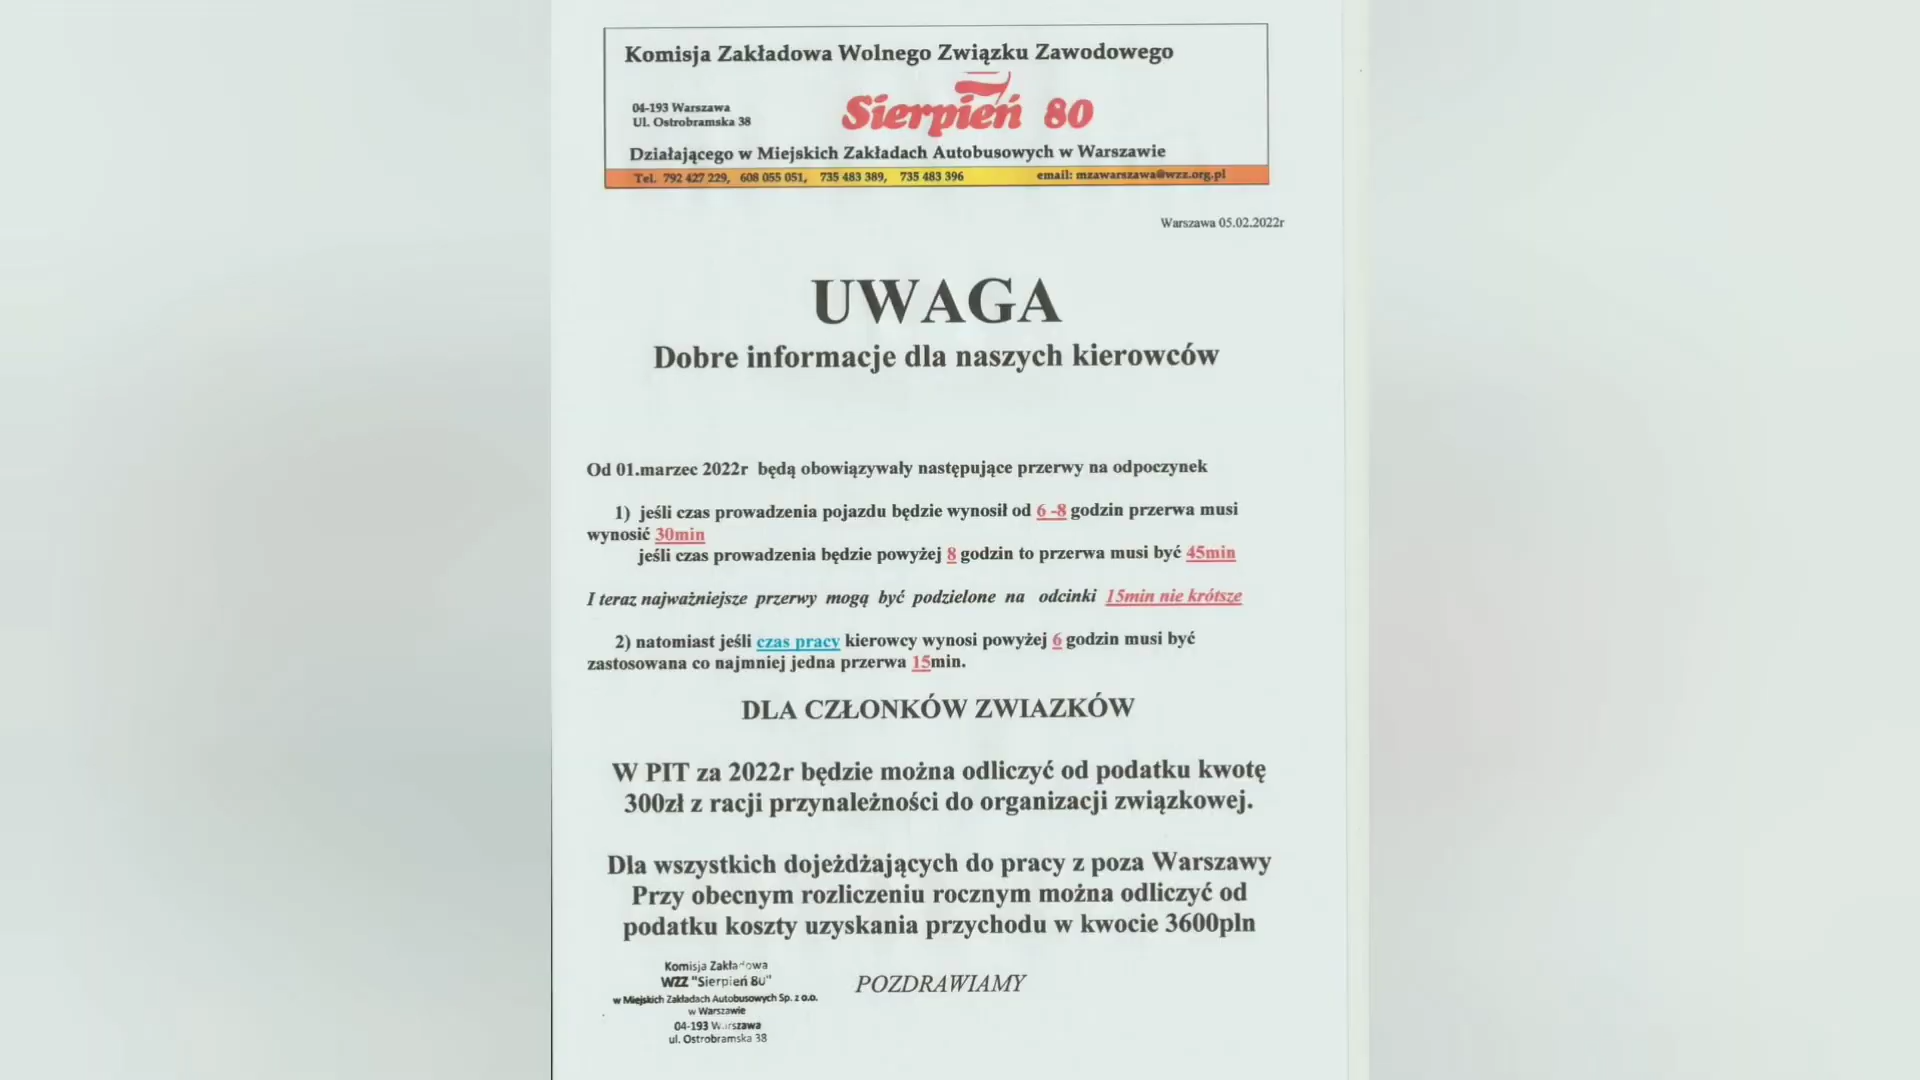 Komisja Zakładowa Wolnego Związku Zawodowego
04-193 Warszawa
Ul. Ostrobramska 38
Sierpień 80
Działającego w Miejskich Zakładach Autobusowych w Warszawie
Tel. 792 427 229, 608 055 051, 735 483 389, 735 483 396 email: mzawarszawa@wzz.org.pl
Warszawa 05.02.2022r
UWAGA
Dobre informacje dla naszych kierowców
Od 01.marzec 2022r będą obowiązywały następujące przerwy na odpoczynek
1) jeśli czas prowadzenia pojazdu będzie wynosił od 6 -8 godzin przerwa musi
wynosić 30min
jeśli czas prowadzenia będzie powyżej 8 godzin to przerwa musi być 45min
I teraz najważniejsze przerwy mogą być podzielone na odcinki 15min nie krótsze
2) natomiast jeśli czas pracy kierowcy wynosi powyżej 6 godzin musi być
zastosowana co najmniej jedna przerwa 15min.
DLA CZŁONKÓW ZWIAZKÓW
W PIT za 2022r będzie można odliczyć od podatku kwotę
300zł z racji przynależności do organizacji związkowej.
Dla wszystkich dojeżdżających do pracy z poza Warszawy
Przy obecnym rozliczeniu rocznym można odliczyć od
podatku koszty uzyskania przychodu w kwocie 3600pln
Komisja Zakładowa
WZZ "Sierpień 80"
w Miejskich Zakładach Autobusowych Sp. z o.o.
w Warszawie
04-193 Warszawa
ul. Ostrobramska 38
POZDRAWIAMY